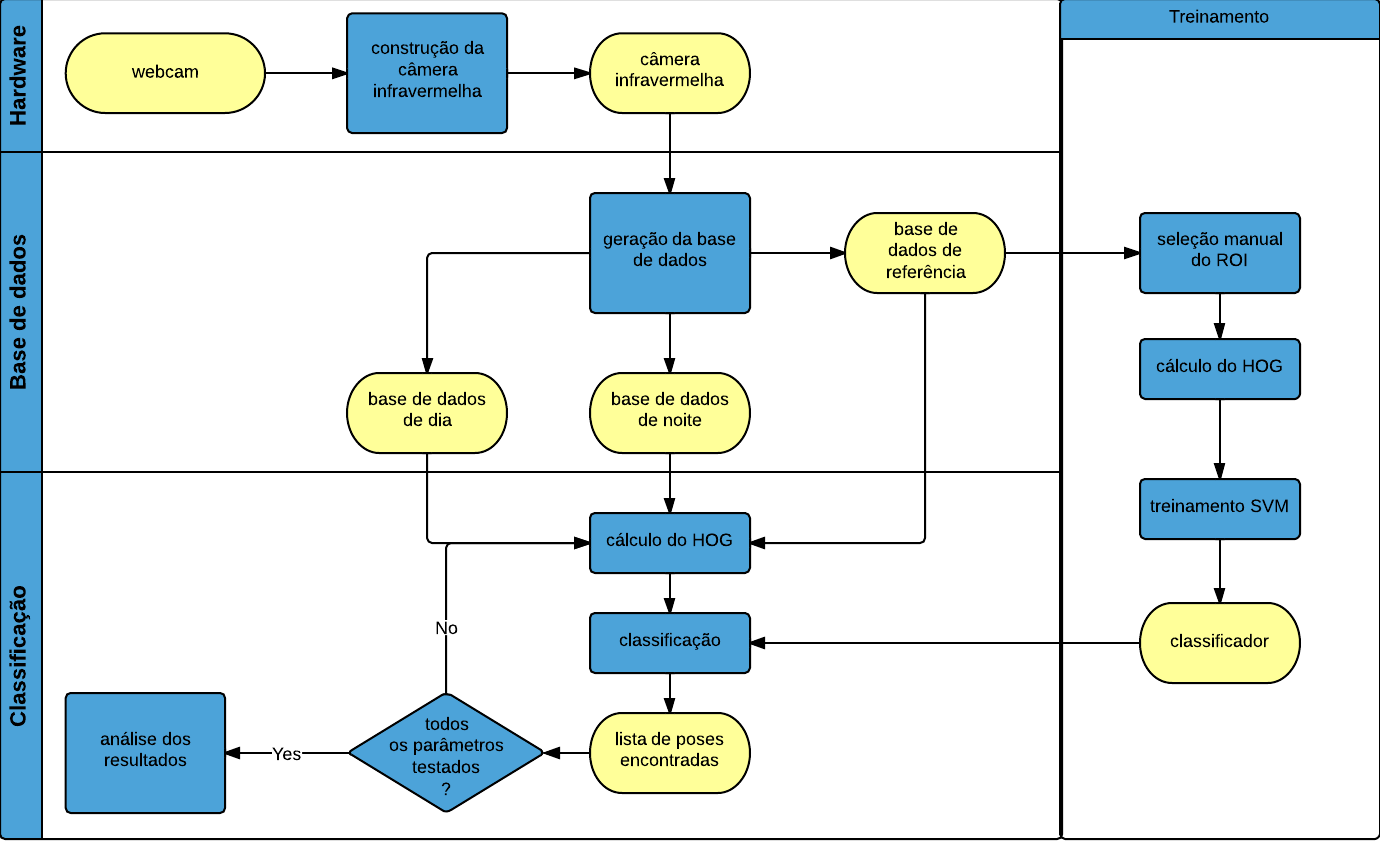 Hardware
webcam
construção da
câmera
infravermelha
câmera
infravermelha
Treinamento
Base de dados
geração da base
de dados
base de
dados de
referência
seleção manual
do ROI
cálculo do HOG
base de dados
de dia
base de dados
de noite
treinamento SVM
Classificação
cálculo do HOG
No
classificação
classificador
lista de poses
encontradas
todos
os parâmetros
testados
?
Yes
análise dos
resultados